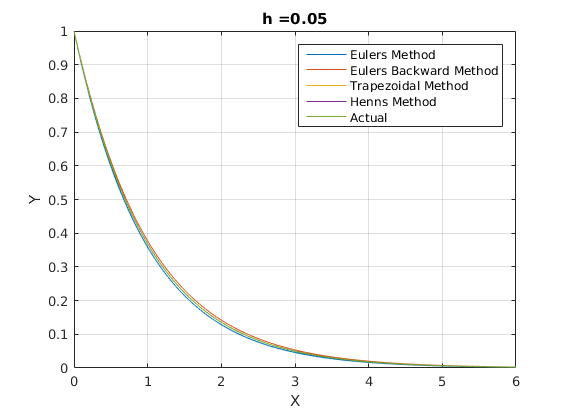 h =0.05
1
0.9
0.8
0.7
0.6
0.5
0.4
0.3
0.2
0.1
0
Y
Eulers Method
Eulers Backward Method
Trapezoidal Method
Henns Method
Actual
0 1 2 3 4 5 6
X